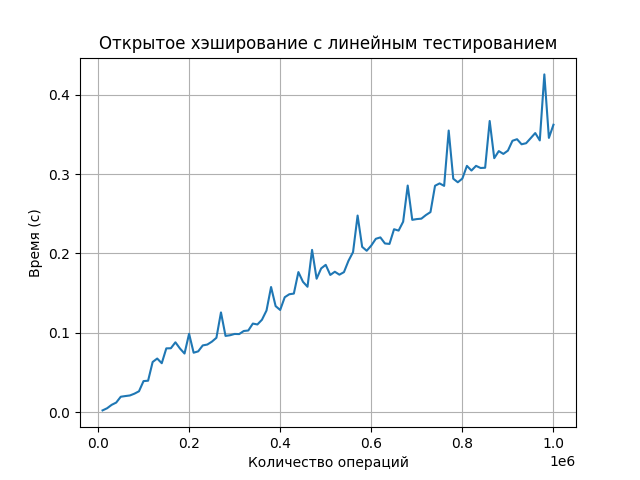 Открытое хэширование с линейным тестированием
0.4
0.3
0.2
0.1
0.0
Время (с)
0.0 0.2 0.4 0.6 0.8 1.0
1e6
Количество операций